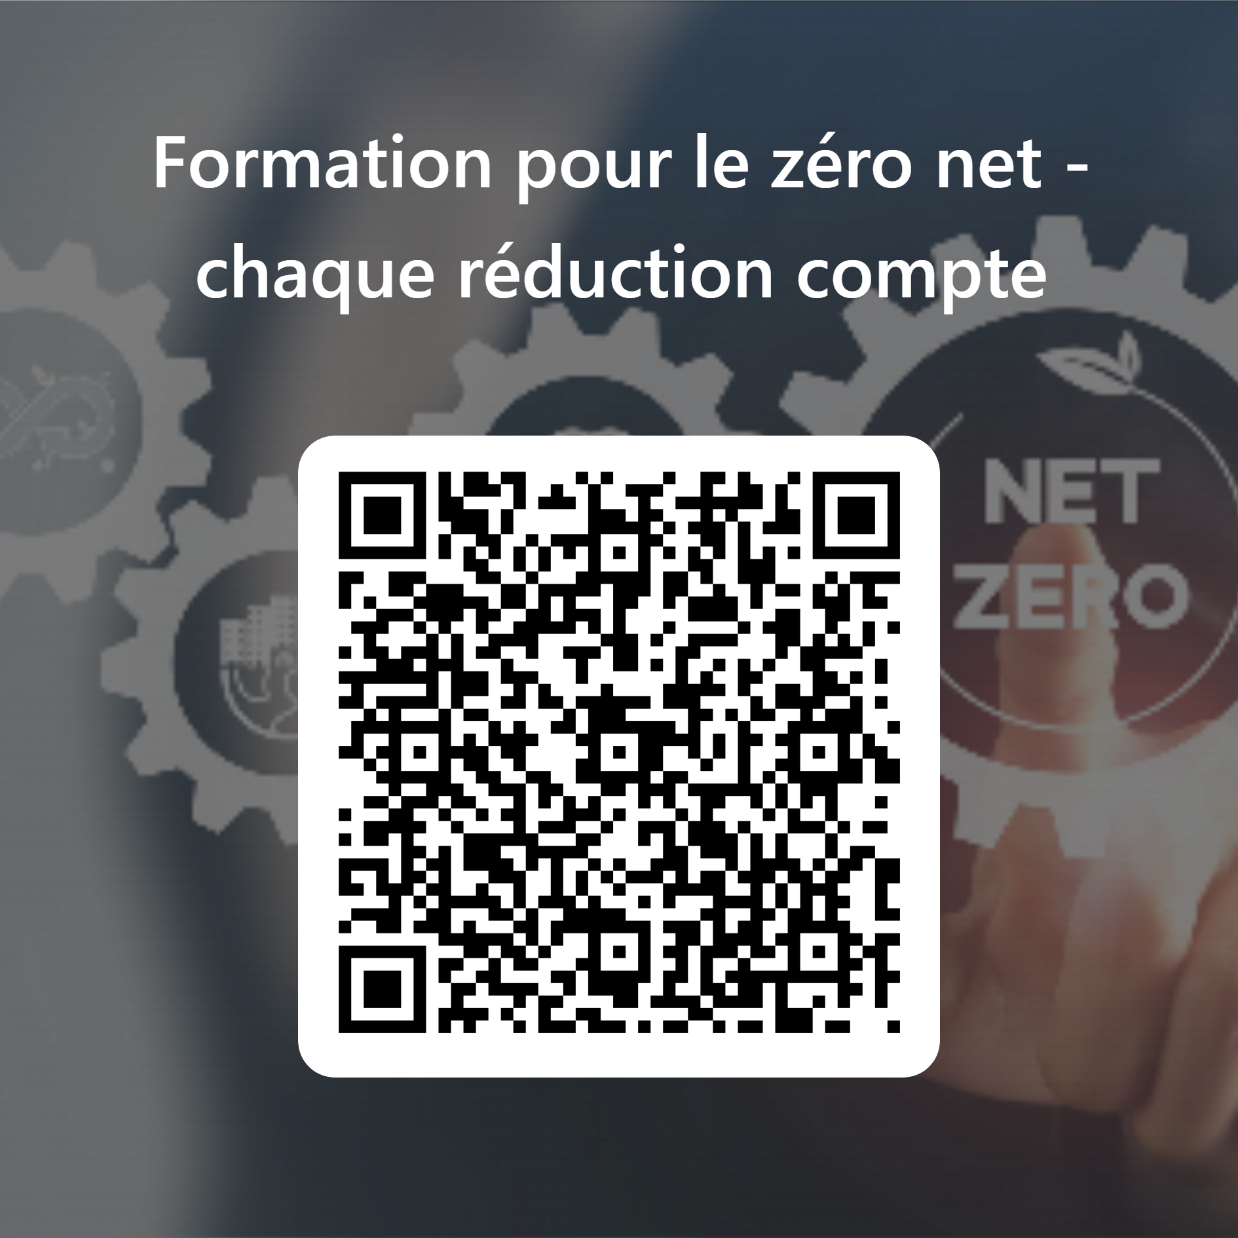 Formation pour le zéro net -
chaque réduction compte
NET
ZERO